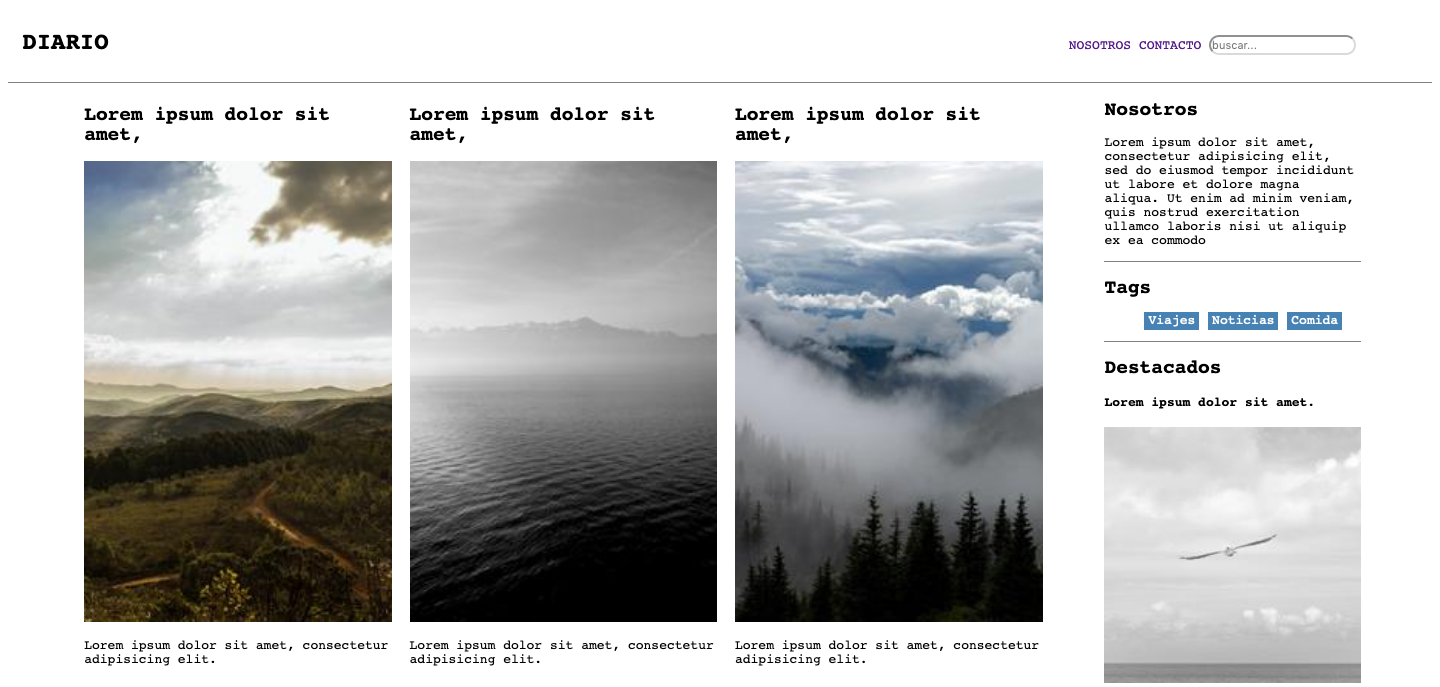 DIARIO
NOSOTROS CONTACTO buscar...
Lorem ipsum dolor sit
amet,
Lorem ipsum dolor sit
amet,
Lorem ipsum dolor sit
amet,
Lorem ipsum dolor sit amet, consectetur
adipisicing elit.
Lorem ipsum dolor sit amet, consectetur
adipisicing elit.
Lorem ipsum dolor sit amet, consectetur
adipisicing elit.
Nosotros
Lorem ipsum dolor sit amet,
consectetur adipisicing elit,
sed do eiusmod tempor incididunt
ut labore et dolore magna
aliqua. Ut enim ad minim veniam,
quis nostrud exercitation
ullamco laboris nisi ut aliquip
ex ea commodo
Tags
Viajes Noticias Comida
Destacados
Lorem ipsum dolor sit amet.